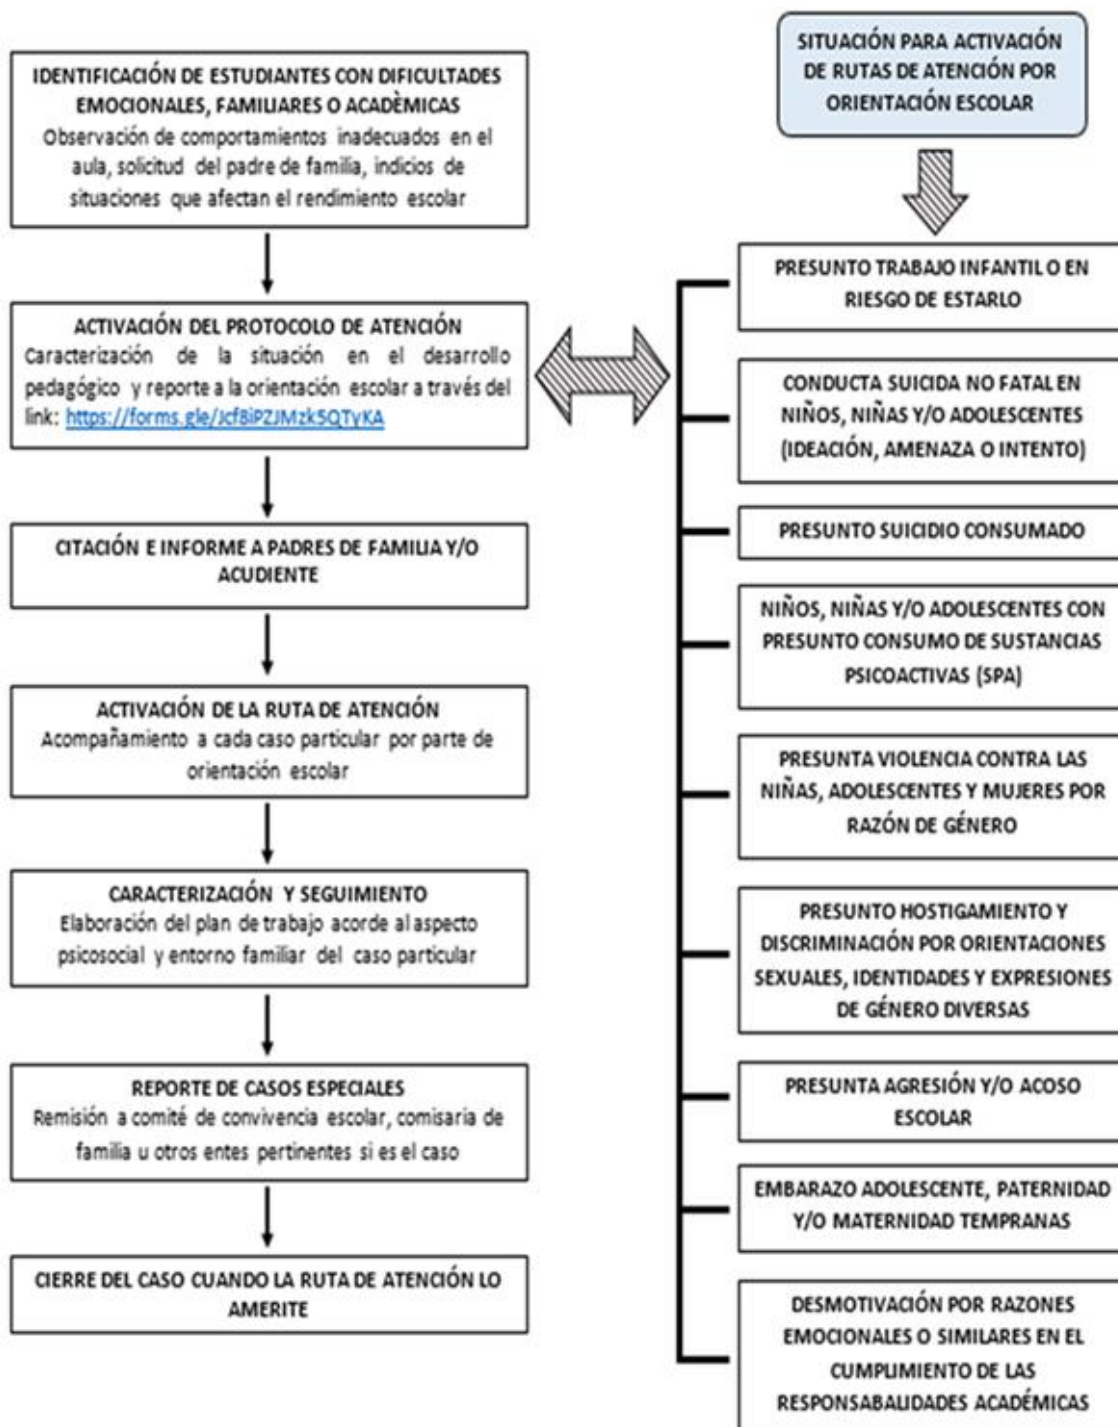 IDENTIFICACIÓN DE ESTUDIANTES CON DIFICULTADES
EMOCIONALES, FAMILIARES O ACADÈMICAS
Observación de comportamientos inadecuados en el
aula, solicitud del padre de familia, indicios de
situaciones que afectan el rendimiento escolar
ACTIVACIÓN DEL PROTOCOLO DE ATENCIÓN
Caracterización de la situación en el desarrollo
pedagógico y reporte a la orientación escolar a través del
link:
CITACIÓN E INFORME A PADRES DE FAMILIA Y/O
ACUDIENTE
ACTIVACIÓN DE LA RUTA DE ATENCIÓN
Acompañamiento a cada caso particular por parte de
orientación escolar
CARACTERIZACIÓN Y SEGUIMIENTO
Elaboración del plan de trabajo acorde al aspecto
psicosocial y entorno familiar del caso particular
REPORTE DE CASOS ESPECIALES
Remisión a comité de convivencia escolar, comisaria de
familia u otros entes pertinentes si es el caso
CIERRE DEL CASO CUANDO LA RUTA DE ATENCIÓN LO
AMERITE
SITUACIÓN PARA ACTIVACIÓN
DE RUTAS DE ATENCIÓN POR
ORIENTACIÓN ESCOLAR
PRESUNTO TRABAJO INFANTIL O EN
RIESGO DE ESTARLO
CONDUCTA SUICIDA NO FATAL EN
NIÑOS, NIÑAS Y/O ADOLESCENTES
(IDEACIÓN, AMENAZA O INTENTO)
PRESUNTO SUICIDIO CONSUMADO
NIÑOS, NIÑAS Y/O ADOLESCENTES CON
PRESUNTO CONSUMO DE SUSTANCIAS
PSICOACTIVAS (SPA)
PRESUNTA VIOLENCIA CONTRA LAS
NIÑAS, ADOLESCENTES Y MUJERES POR
RAZÓN DE GÉNERO
PRESUNTO HOSTIGAMIENTO Y
DISCRIMINACIÓN POR ORIENTACIONES
SEXUALES, IDENTIDADES Y EXPRESIONES
DE GÉNERO DIVERSAS
PRESUNTA AGRESIÓN Y/O ACOSO
ESCOLAR
EMBARAZO ADOLESCENTE, PATERNIDAD
Y/O MATERNIDAD TEMPRANAS
DESMOTIVACIÓN POR RAZONES
EMOCIONALES O SIMILARES EN EL
CUMPLIMIENTO DE LAS
RESPONSABALIDADES ACADÉMICAS